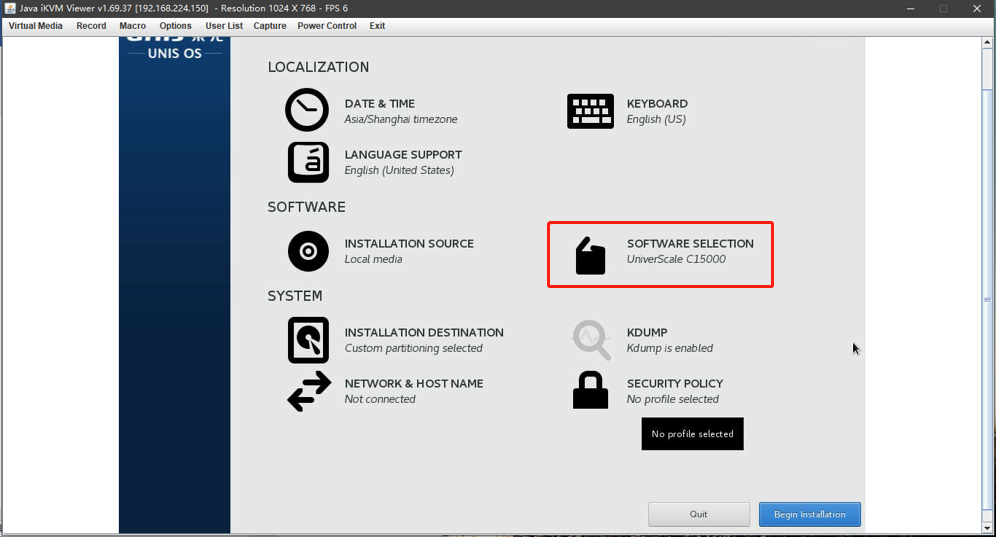 Java iKVM Viewer v1.69.37 [192.168.224.150] - Resolution 1024 X 768 - FPS 6
Virtual Media Record Macro Options User List Capture Power Control Exit
UNIS OS
LOCALIZATION
DATE & TIME
Asia/Shanghai timezone
KEYBOARD
English (US)
LANGUAGE SUPPORT
English (United States)
SOFTWARE
INSTALLATION SOURCE
Local media
SOFTWARE SELECTION
UniverScale C15000
SYSTEM
INSTALLATION DESTINATION
Custom partitioning selected
KDUMP
Kdump is enabled
NETWORK & HOST NAME
Not connected
SECURITY POLICY
No profile selected
No profile selected
Quit
Begin Installation